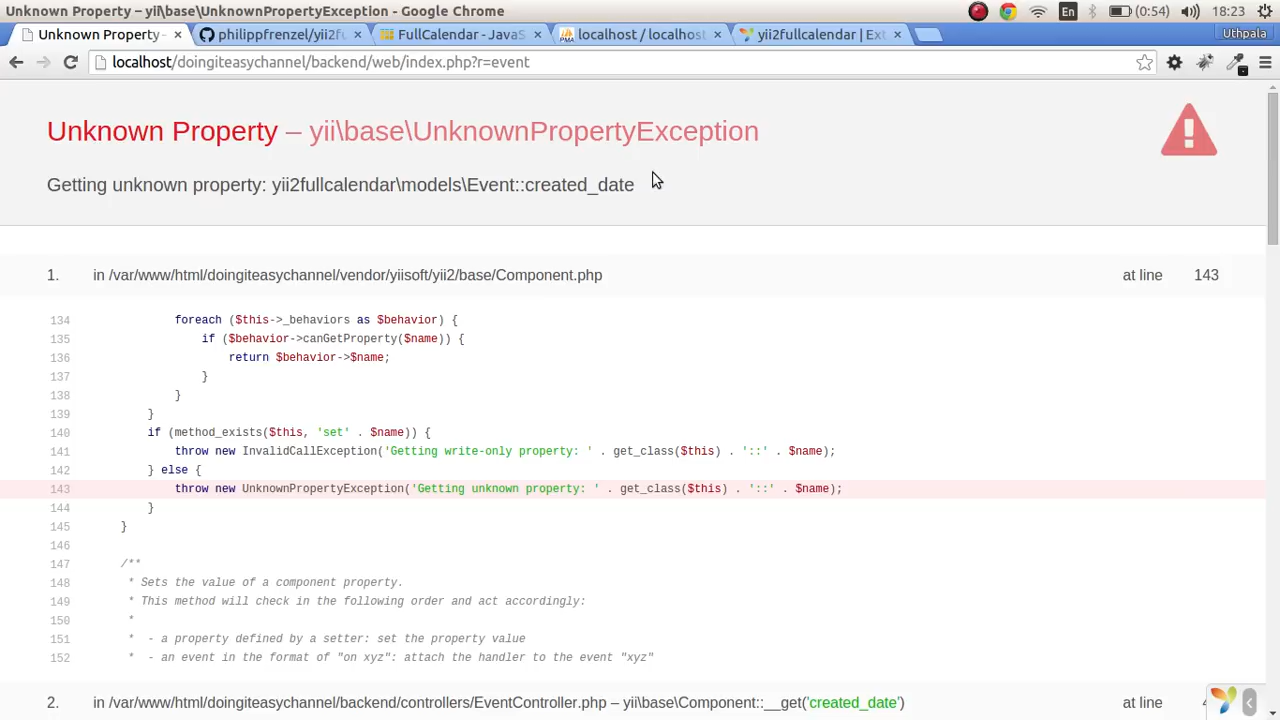 Unknown Property – yii\base\UnknownPropertyException - Google Chrome
En
(0:54)
18:23
Unknown Property -
philippfrenzel/yii2fu
FullCalendar - JavaS
localhost / localhost
yii2fullcalendar | Ext
Uthpala
localhost/doingiteasychannel/backend/web/index.php?r=event
Unknown Property – yii\base\UnknownPropertyException
Getting unknown property: yii2fullcalendar\models\Event::created_date
1. in /var/www/html/doingiteasychannel/vendor/yiisoft/yii2/base/Component.php at line 143
134 foreach ($this->_behaviors as $behavior) {
135 if ($behavior->canGetProperty($name)) {
136 return $behavior->$name;
137 }
138 }
139 }
140 if (method_exists($this, 'set' . $name)) {
141 throw new InvalidCallException('Getting write-only property: ' . get_class($this) . '::' . $name);
142 } else {
143 throw new UnknownPropertyException('Getting unknown property: ' . get_class($this) . '::' . $name);
144 }
145 }
146
147 /**
148 * Sets the value of a component property.
149 * This method will check in the following order and act accordingly:
150 *
151 * - a property defined by a setter: set the property value
152 * - an event in the format of "on xyz": attach the handler to the event "xyz"
2. in /var/www/html/doingiteasychannel/backend/controllers/EventController.php – yii\base\Component::__get('created_date') at line